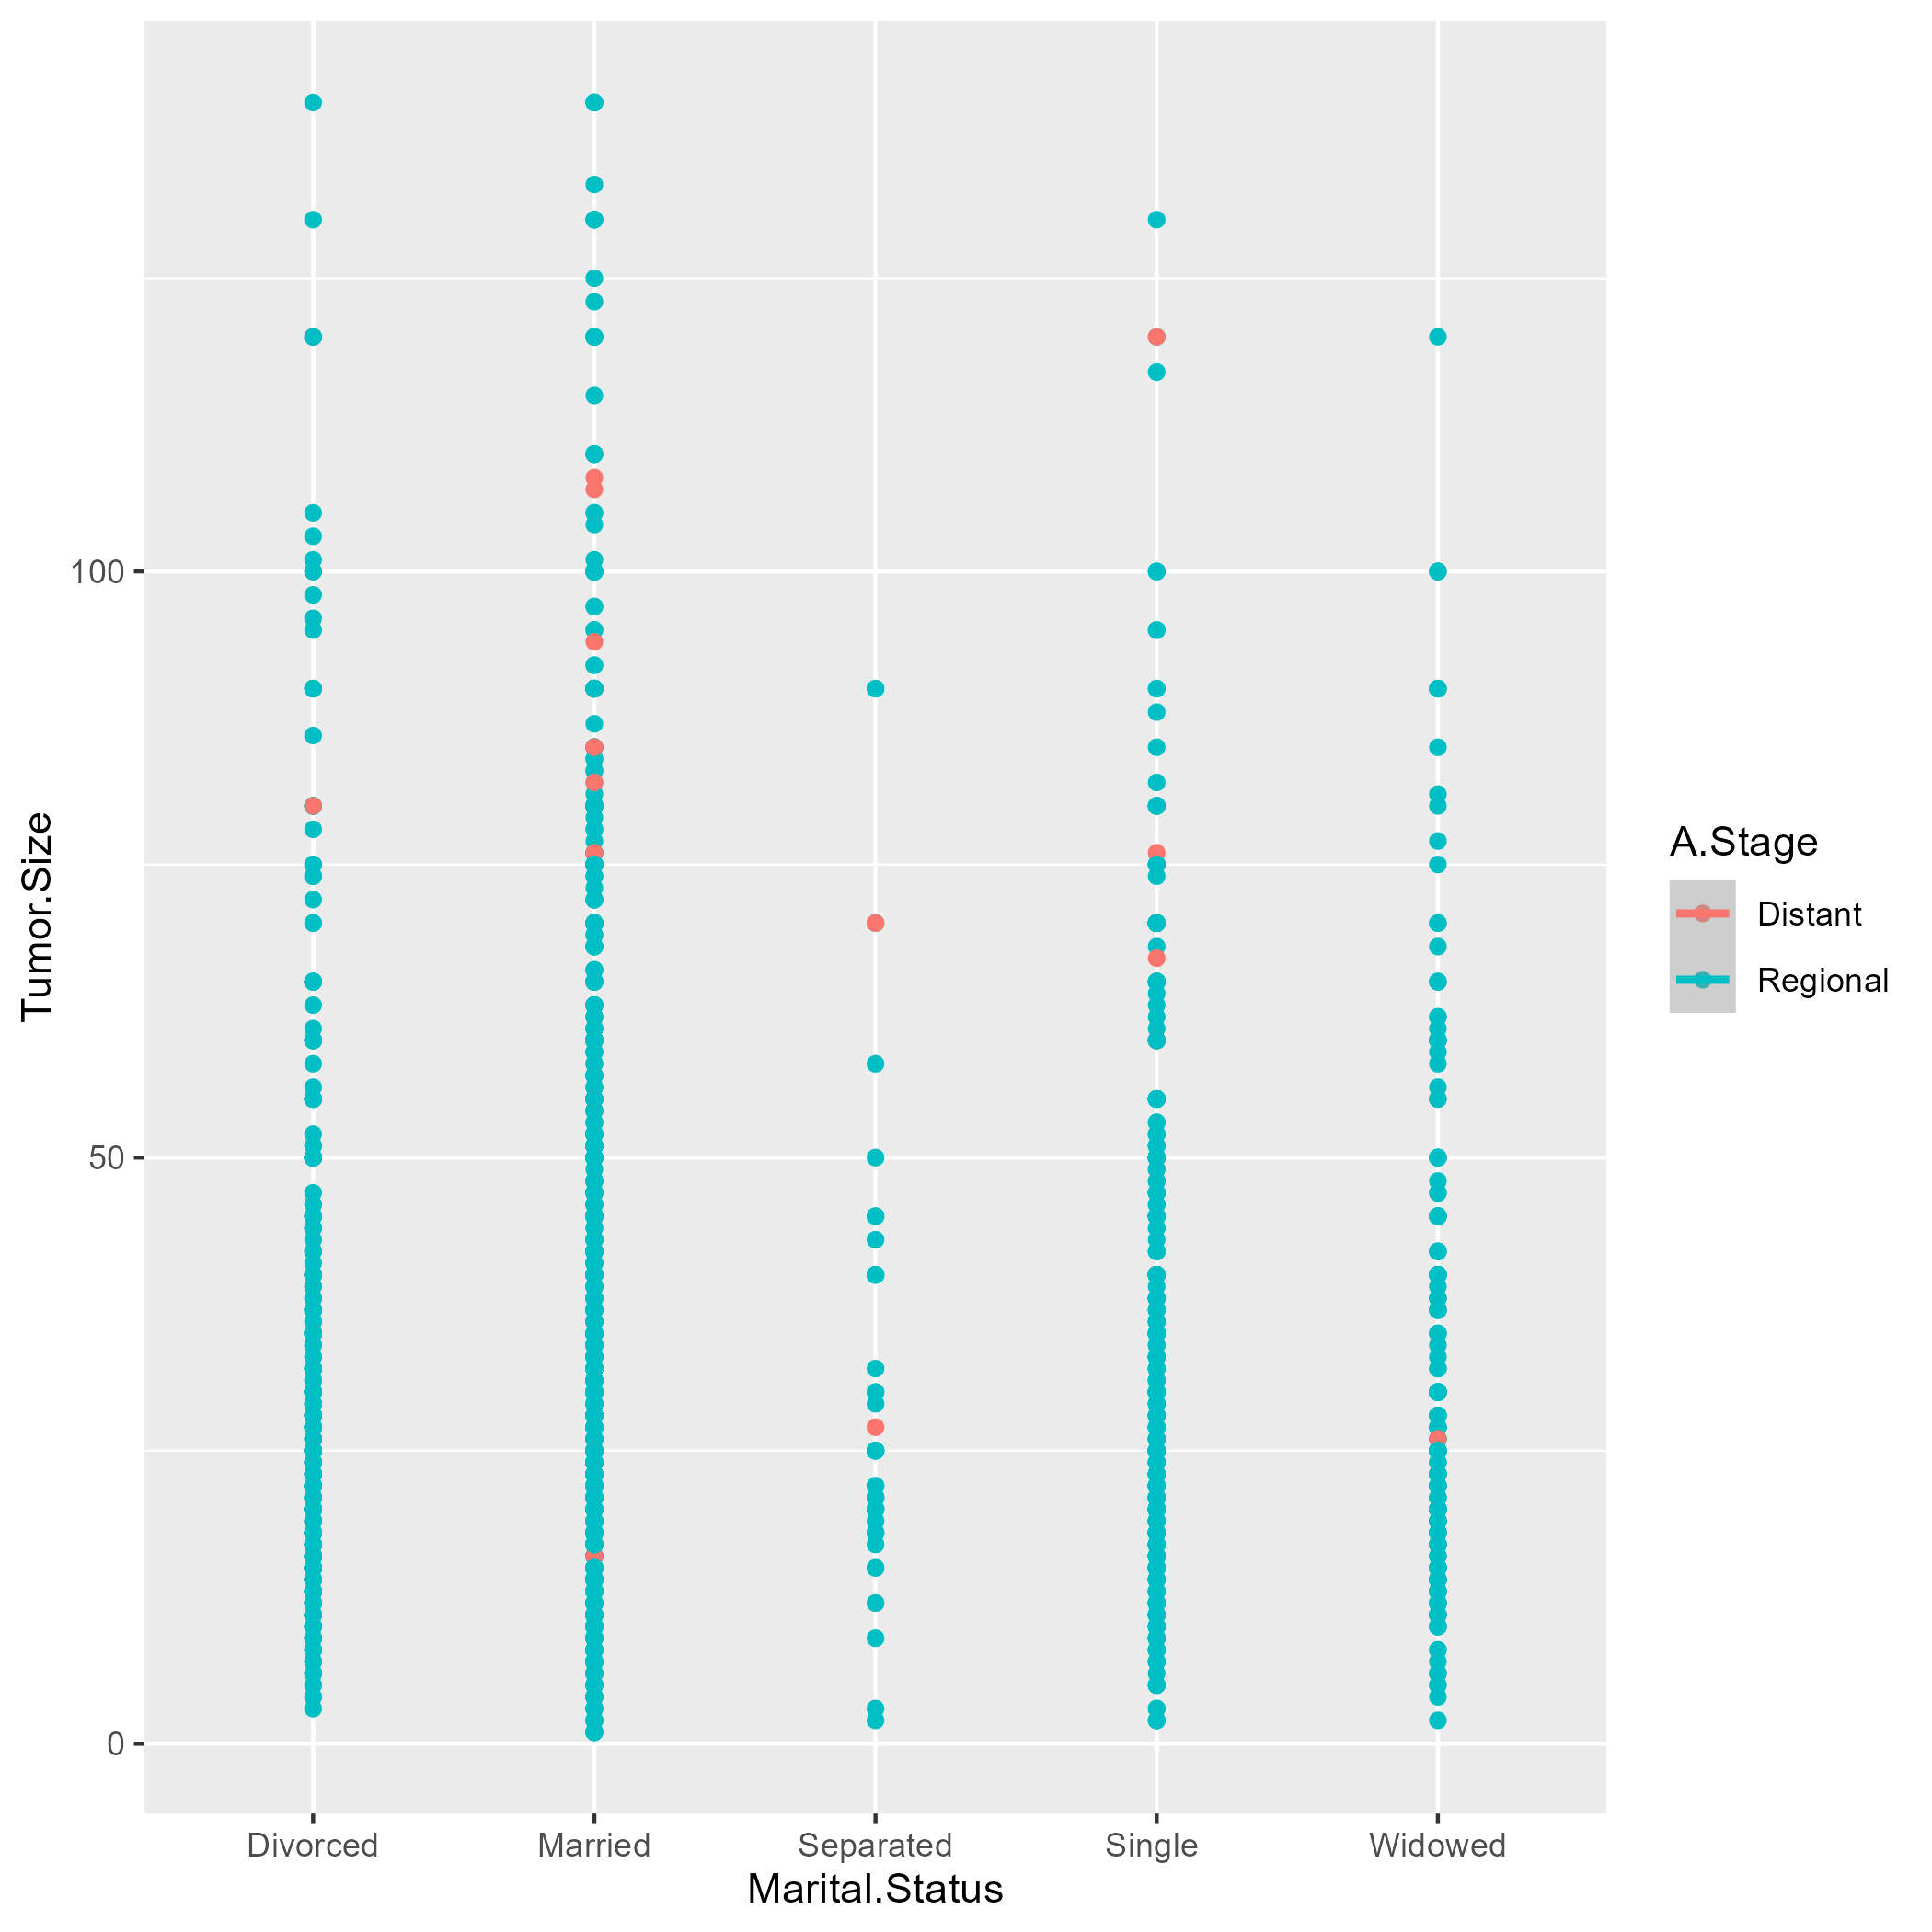 Tumor.Size
100
50
0
Divorced
Married
Separated
Single
Widowed
Marital.Status
A.Stage
Distant
Regional